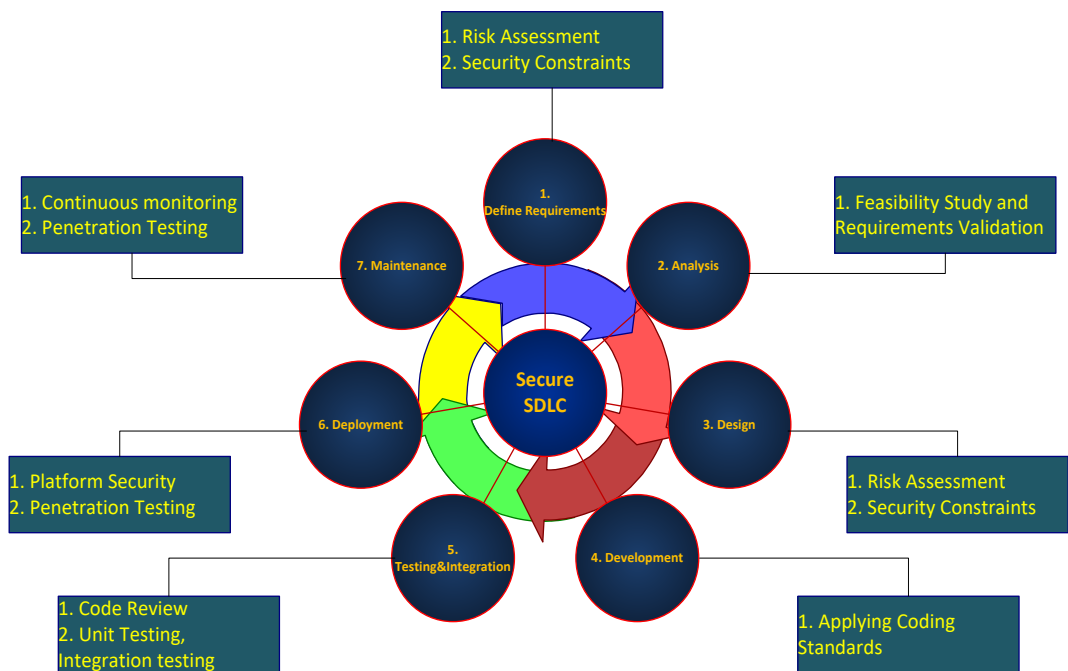 1. Risk Assessment
2. Security Constraints
1.
Define Requirements
1. Continuous monitoring
2. Penetration Testing
1. Feasibility Study and
Requirements Validation
7. Maintenance
2. Analysis
Secure
SDLC
6. Deployment
3. Design
1. Platform Security
2. Penetration Testing
1. Risk Assessment
2. Security Constraints
5.
Testing&Integration
4. Development
1. Code Review
2. Unit Testing,
Integration testing
1. Applying Coding
Standards